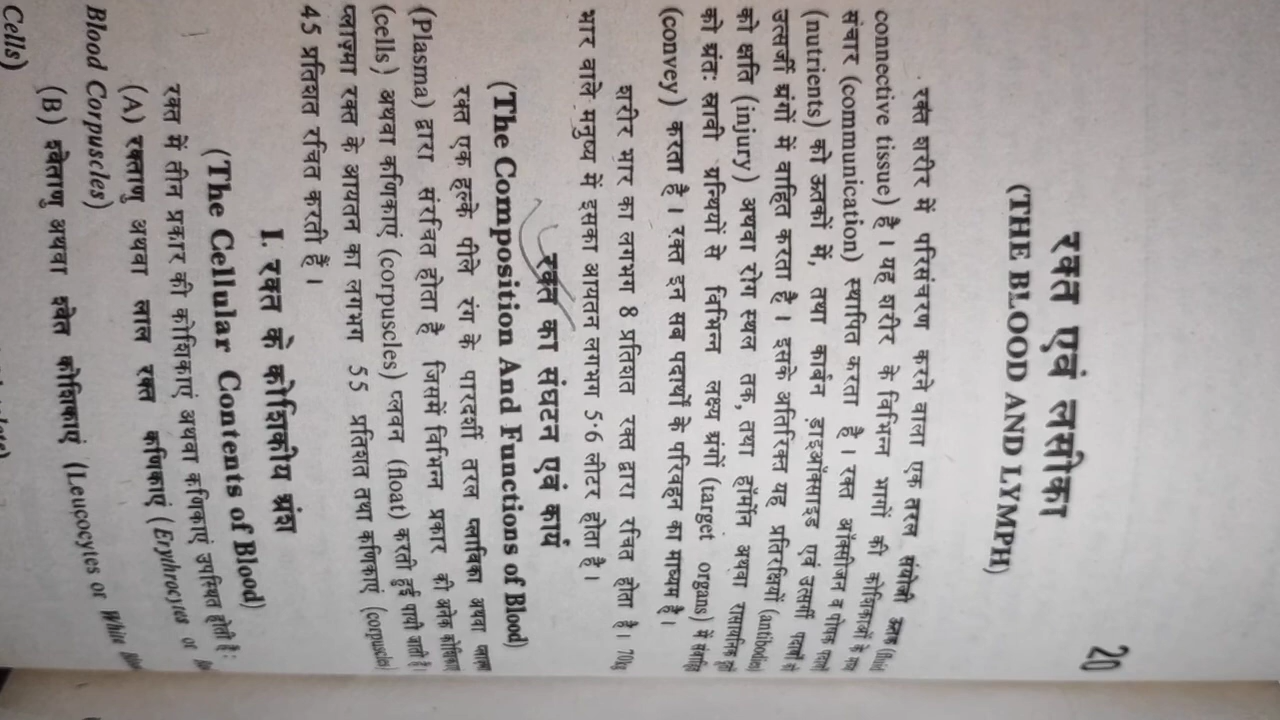 20
रक्त एवं लसीका
(THE BLOOD AND LYMPH)
रक्त शरीर में परिसंचरण करने वाला एक तरल संयोजी ऊतक (fluid
connective tissue) है। यह शरीर के विभिन्न भागों की कोशिकाओं के मध्य
संचार (communication) स्थापित करता है। रक्त ऑक्सीजन व पोषक पदार्थों
(nutrients) को ऊतकों में, तथा कार्बन डाइऑक्साइड एवं उत्सर्गी पदार्थों को
उत्सर्जी अंगों में वाहित करता है। इसके अतिरिक्त यह प्रतिरक्षियों (antibodies)
को क्षति (injury) अथवा रोग स्थल तक, तथा हॉर्मोन अथवा रासायनिक दूतों
को अंतः स्रावी ग्रन्थियों से विभिन्न लक्ष्य अंगों (target organs) में
(convey) करता है। रक्त इन सब पदार्थों के परिवहन का माध्यम है।
शरीर भार का लगभग 8 प्रतिशत रक्त द्वारा रचित होता है। 70kg
भार वाले मनुष्य में इसका आयतन लगभग 5·6 लीटर होता है।
रक्त का संघटन एवं कार्य
(The Composition And Functions of Blood)
रक्त एक हल्के पीले रंग के पारदर्शी तरल प्लाविका अथवा प्लाज्मा
(Plasma) द्वारा संरचित होता है जिसमें विभिन्न प्रकार की अनेक कोशिकाएं
(cells) अथवा कणिकाएं (corpuscles) प्लवन (float) करती हुई पायी जाती हैं।
प्लाज़्मा रक्त के आयतन का लगभग 55 प्रतिशत तथा कणिकाएं (corpuscles)
45 प्रतिशत रचित करती हैं।
I. रक्त के कोशिकीय अंश
(The Cellular Contents of Blood)
रक्त में तीन प्रकार की कोशिकाएं अथवा कणिकाएं उपस्थित होती हैं:
(A) रक्ताणु अथवा लाल रक्त कणिकाएं (Erythrocytes or
Blood Corpuscles)
(B) श्वेताणु अथवा श्वेत कोशिकाएं (Leucocytes or White
Cells)